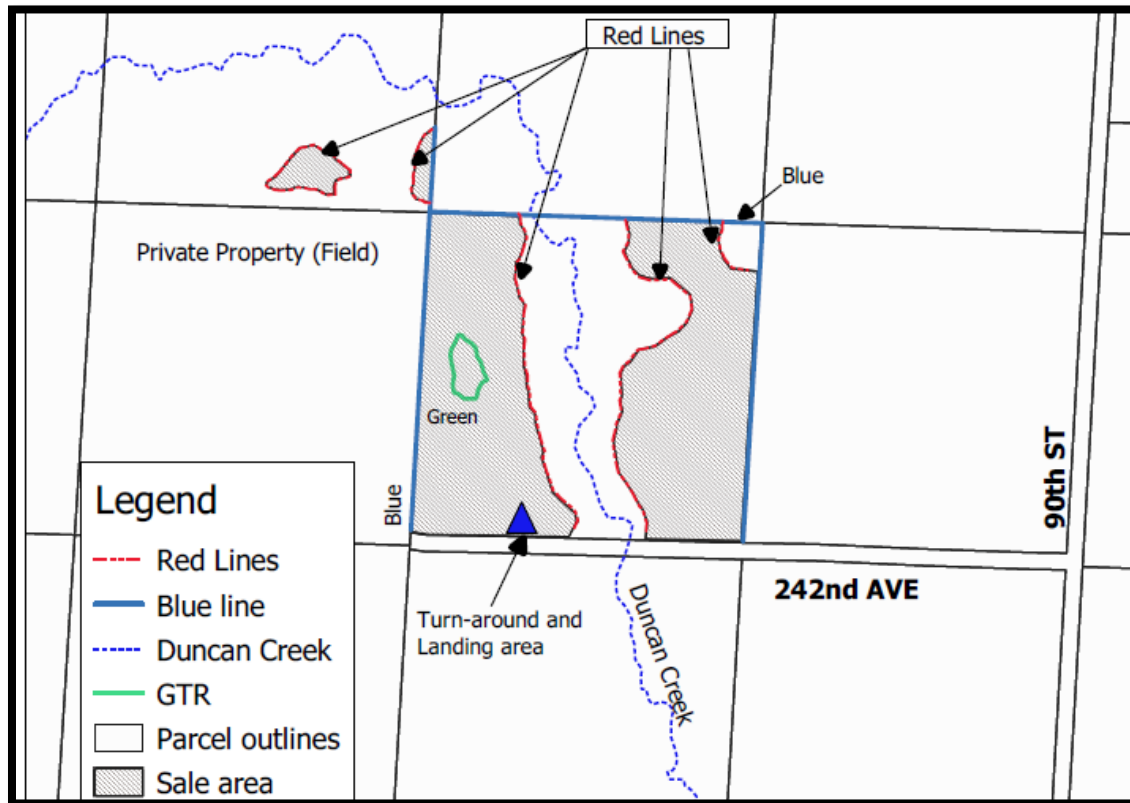 Red Lines
Blue
Private Property (Field)
Green
Blue
90th ST
242nd AVE
Turn-around and
Landing area
Duncan Creek
Legend
Red Lines
Blue line
Duncan Creek
GTR
Parcel outlines
Sale area